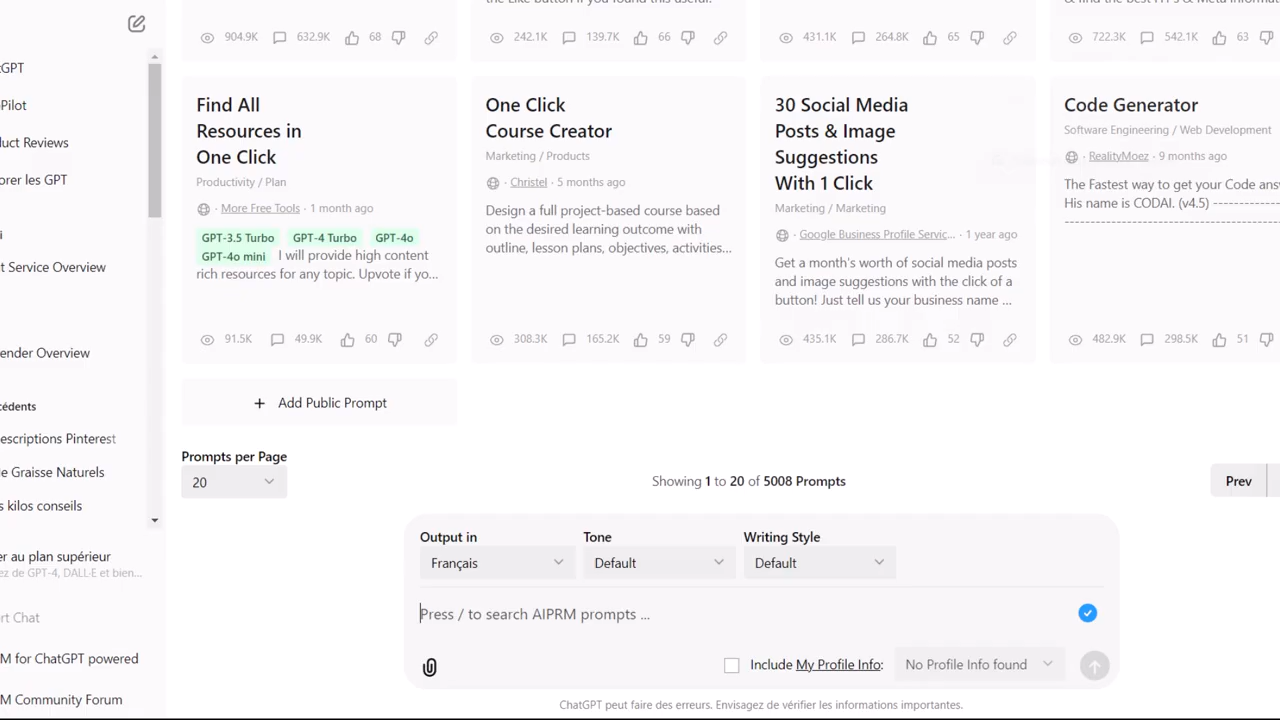 tGPT
Pilot
duct Reviews
orer les GPT
i
t Service Overview
ender Overview
cédents
escriptions Pinterest
e Graisse Naturels
s kilos conseils
er au plan supérieur
ez de GPT-4, DALL·E et bien...
rt Chat
M for ChatGPT powered
M Community Forum
the Like button if you found this useful.
904.9K 632.9K 68
242.1K 139.7K 66
431.1K 264.8K 65
722.3K 542.1K 63
Find All
Resources in
One Click
Productivity / Plan
· More Free Tools · 1 month ago
GPT-3.5 Turbo GPT-4 Turbo GPT-4o
GPT-4o mini I will provide high content
rich resources for any topic. Upvote if yo...
91.5K 49.9K 60
One Click
Course Creator
Marketing / Products
· Christel · 5 months ago
Design a full project-based course based
on the desired learning outcome with
outline, lesson plans, objectives, activities...
308.3K 165.2K 59
30 Social Media
Posts & Image
Suggestions
With 1 Click
Marketing / Marketing
· Google Business Profile Servic... · 1 year ago
Get a month's worth of social media posts
and image suggestions with the click of a
button! Just tell us your business name ...
435.1K 286.7K 52
Code Generator
Software Engineering / Web Development
· RealityMoez · 9 months ago
The Fastest way to get your Code ans
His name is CODAI. (v4.5) -----------
------------------------------------
482.9K 298.5K 51
+ Add Public Prompt
Prompts per Page
20
Showing 1 to 20 of 5008 Prompts
Prev
Output in Tone Writing Style
Français Default Default
Press / to search AIPRM prompts ...
Include My Profile Info: No Profile Info found
ChatGPT peut faire des erreurs. Envisagez de vérifier les informations importantes.